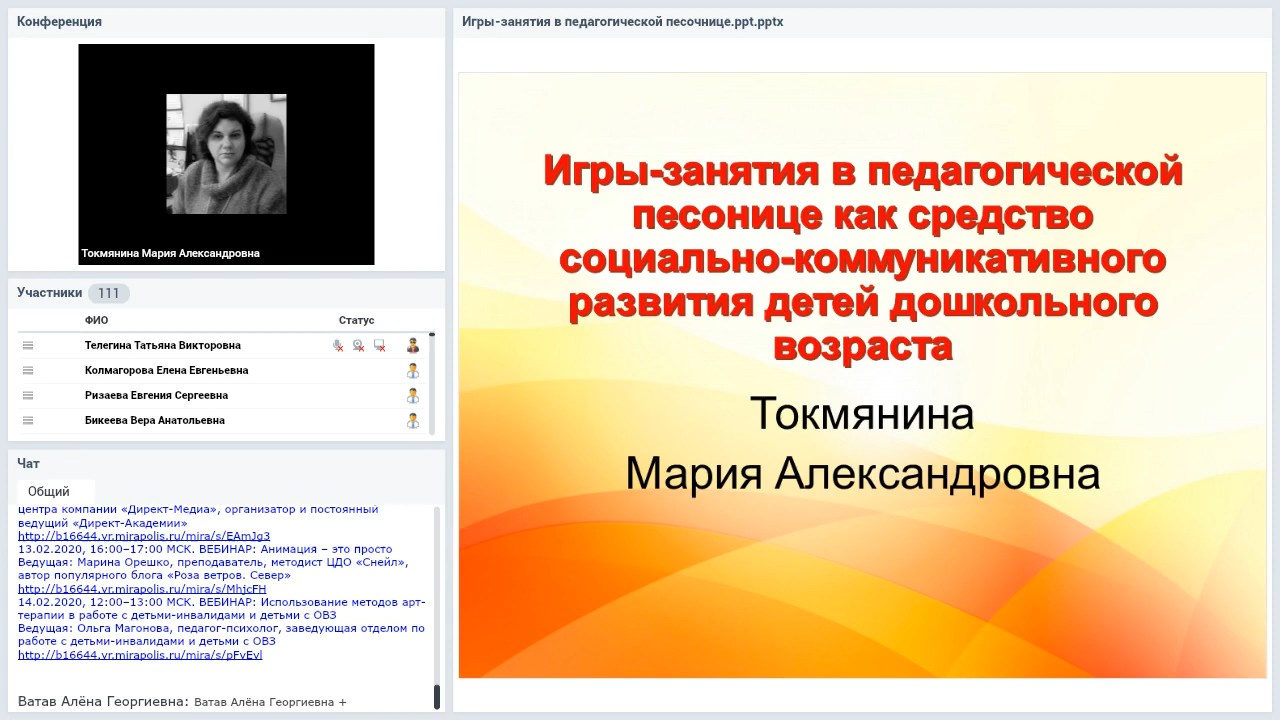 Конференция
Токмянина Мария Александровна
Участники 111
ФИО Статус
Телегина Татьяна Викторовна
Колмагорова Елена Евгеньевна
Ризаева Евгения Сергеевна
Бикеева Вера Анатольевна
Чат
Общий
центра компании «Директ-Медиа», организатор и постоянный
ведущий «Директ-Академии»
http://b16644.vr.mirapolis.ru/mira/s/EAmJg3
13.02.2020, 16:00–17:00 МСК. ВЕБИНАР: Анимация – это просто
Ведущая: Марина Орешко, преподаватель, методист ЦДО «Снейл»,
автор популярного блога «Роза ветров. Север»
http://b16644.vr.mirapolis.ru/mira/s/MhjcFH
14.02.2020, 12:00–13:00 МСК. ВЕБИНАР: Использование методов арт-
терапии в работе с детьми-инвалидами и детьми с ОВЗ
Ведущая: Ольга Магонова, педагог-психолог, заведующая отделом по
работе с детьми-инвалидами и детьми с ОВЗ
http://b16644.vr.mirapolis.ru/mira/s/pFvEvl
Ватав Алёна Георгиевна: Ватав Алёна Георгиевна +
Игры-занятия в педагогической песочнице.ppt.pptx
Игры-занятия в педагогической
песонице как средство
социально-коммуникативного
развития детей дошкольного
возраста
Токмянина
Мария Александровна